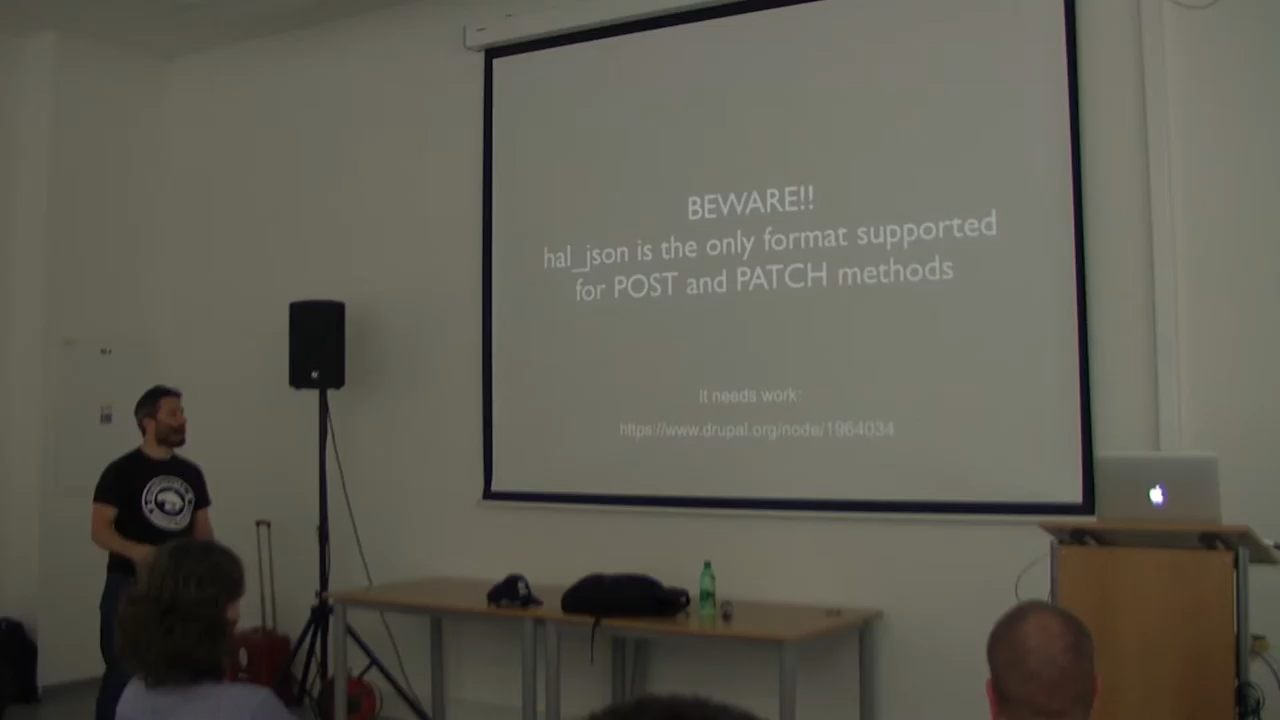 BEWARE!!
hal_json is the only format supported
for POST and PATCH methods
It needs work:
https://www.drupal.org/node/1964034